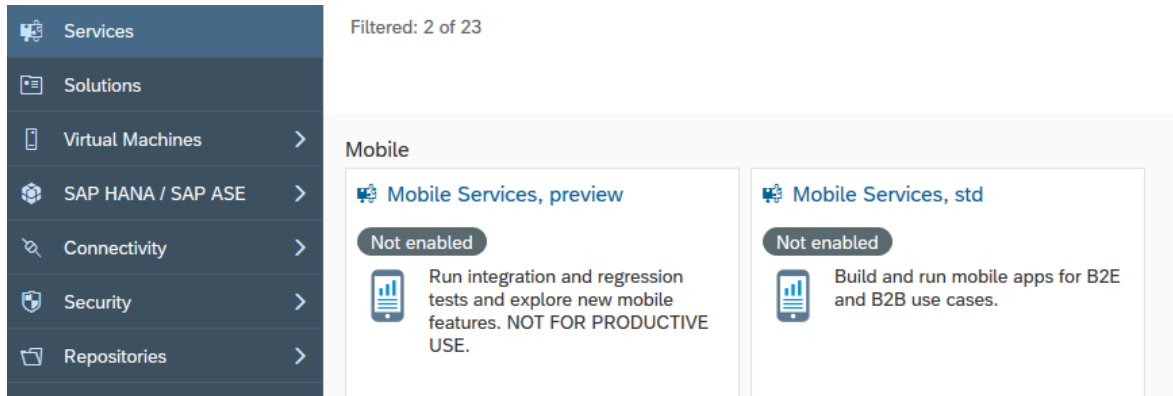 Services
Solutions
Virtual Machines
SAP HANA / SAP ASE
Connectivity
Security
Repositories
Filtered: 2 of 23
Mobile
Mobile Services, preview
Not enabled
Run integration and regression
tests and explore new mobile
features. NOT FOR PRODUCTIVE
USE.
Mobile Services, std
Not enabled
Build and run mobile apps for B2E
and B2B use cases.